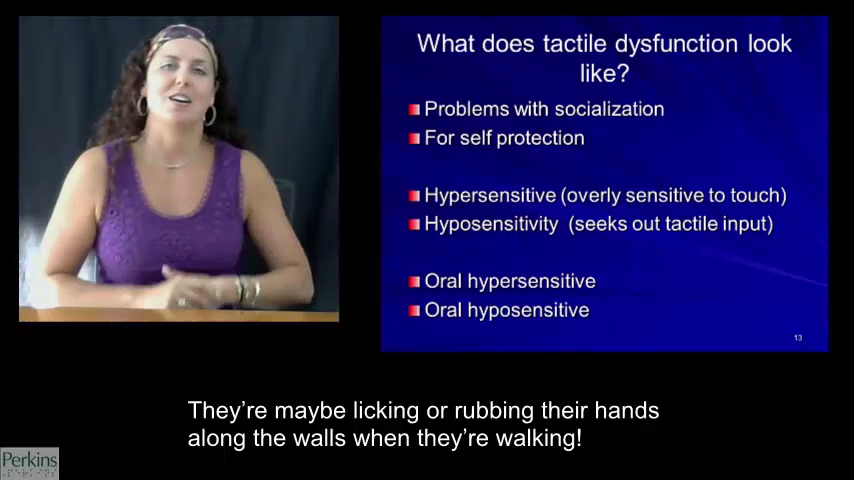 What does tactile dysfunction look
like?
Problems with socialization
For self protection
Hypersensitive (overly sensitive to touch)
Hyposensitivity (seeks out tactile input)
Oral hypersensitive
Oral hyposensitive
13
They're maybe licking or rubbing their hands
along the walls when they're walking!
Perkins